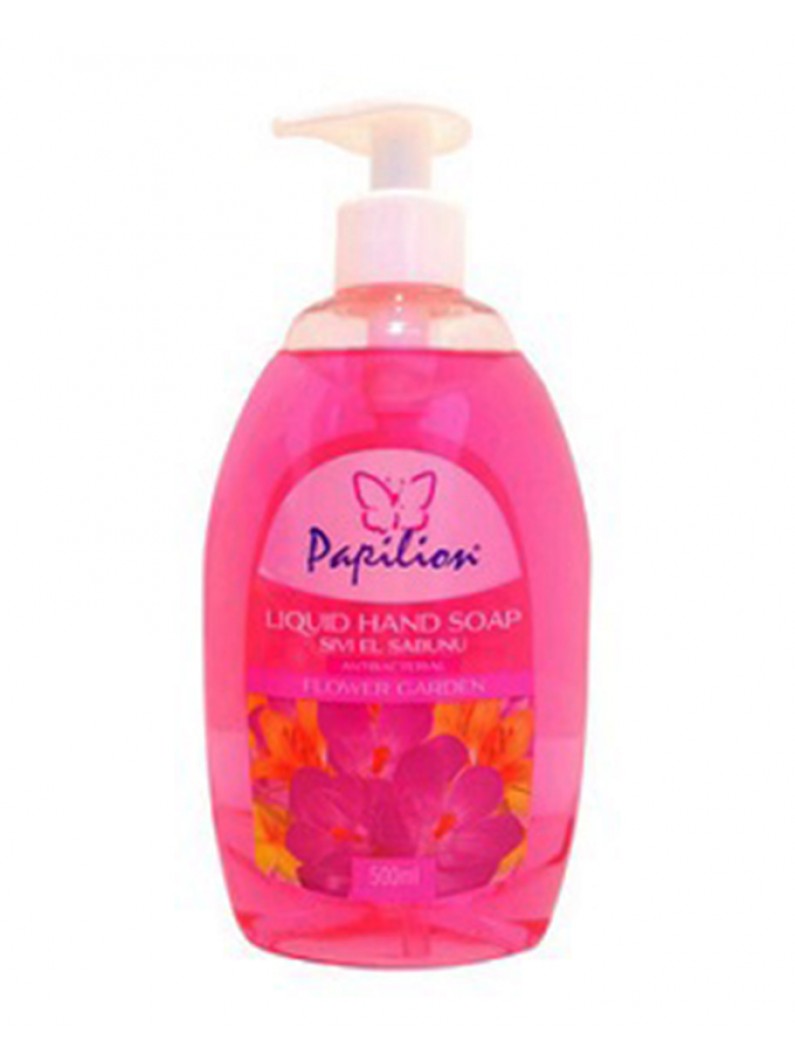 Papilion
LIQUID HAND SOAP
SIVI EL SABUNU
ANTIBACTERIAL
FLOWER GARDEN
500ml